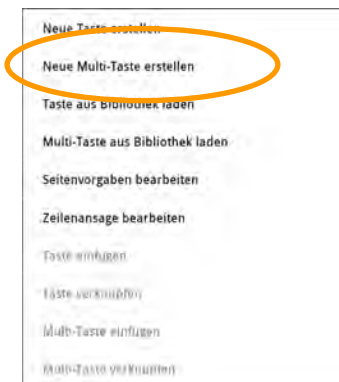 Neue Taste erstellen
Neue Multi-Taste erstellen
Taste aus Bibliothek laden
Multi-Taste aus Bibliothek laden
Seitenvorgaben bearbeiten
Zeilenansage bearbeiten
Taste einfügen
Taste verknüpfen
Multi-Taste einfügen
Multi-Taste verknüpfen